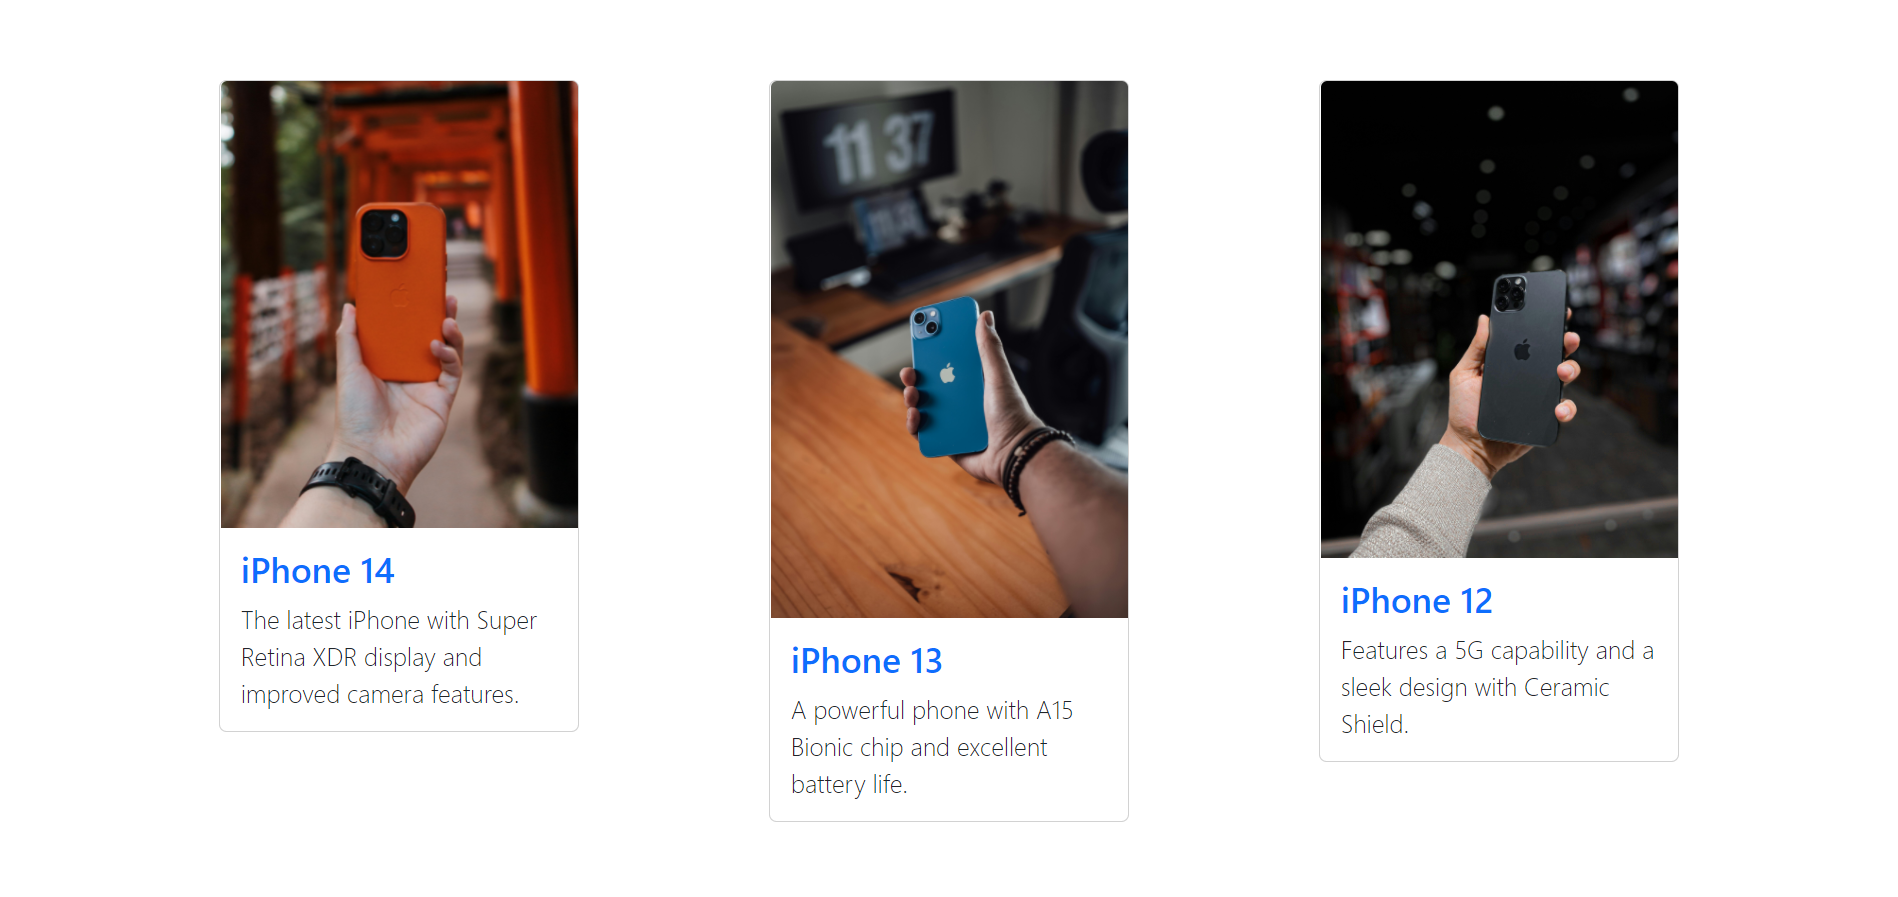 11 37
iPhone 14
The latest iPhone with Super
Retina XDR display and
improved camera features.
iPhone 13
A powerful phone with A15
Bionic chip and excellent
battery life.
iPhone 12
Features a 5G capability and a
sleek design with Ceramic
Shield.